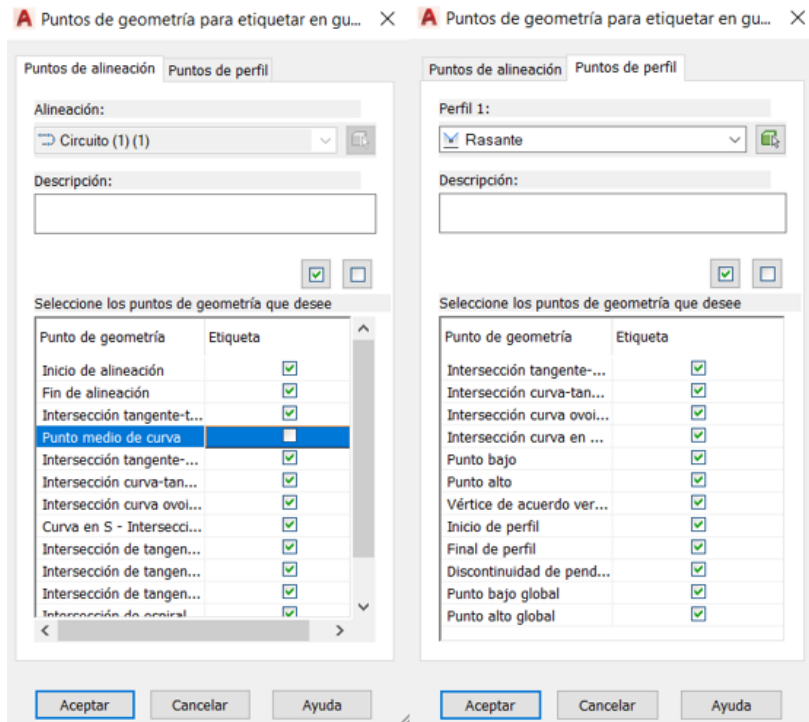 Puntos de geometría para etiquetar en gu...
Puntos de alineación Puntos de perfil
Alineación:
Circuito (1) (1)
Descripción:
Seleccione los puntos de geometría que desee
Punto de geometría Etiqueta
Inicio de alineación
Fin de alineación
Intersección tangente-t...
Punto medio de curva
Intersección tangente-...
Intersección curva-tan...
Intersección curva ovoi...
Curva en S - Intersecci...
Intersección de tangen...
Intersección de tangen...
Intersección de tangen...
Intersección de espiral
Aceptar Cancelar Ayuda
Puntos de geometría para etiquetar en gu...
Puntos de alineación Puntos de perfil
Perfil 1:
Rasante
Descripción:
Seleccione los puntos de geometría que desee
Punto de geometría Etiqueta
Intersección tangente-...
Intersección curva-tan...
Intersección curva ovoi...
Intersección curva en ...
Punto bajo
Punto alto
Vértice de acuerdo ver...
Inicio de perfil
Final de perfil
Discontinuidad de pend...
Punto bajo global
Punto alto global
Aceptar Cancelar Ayuda